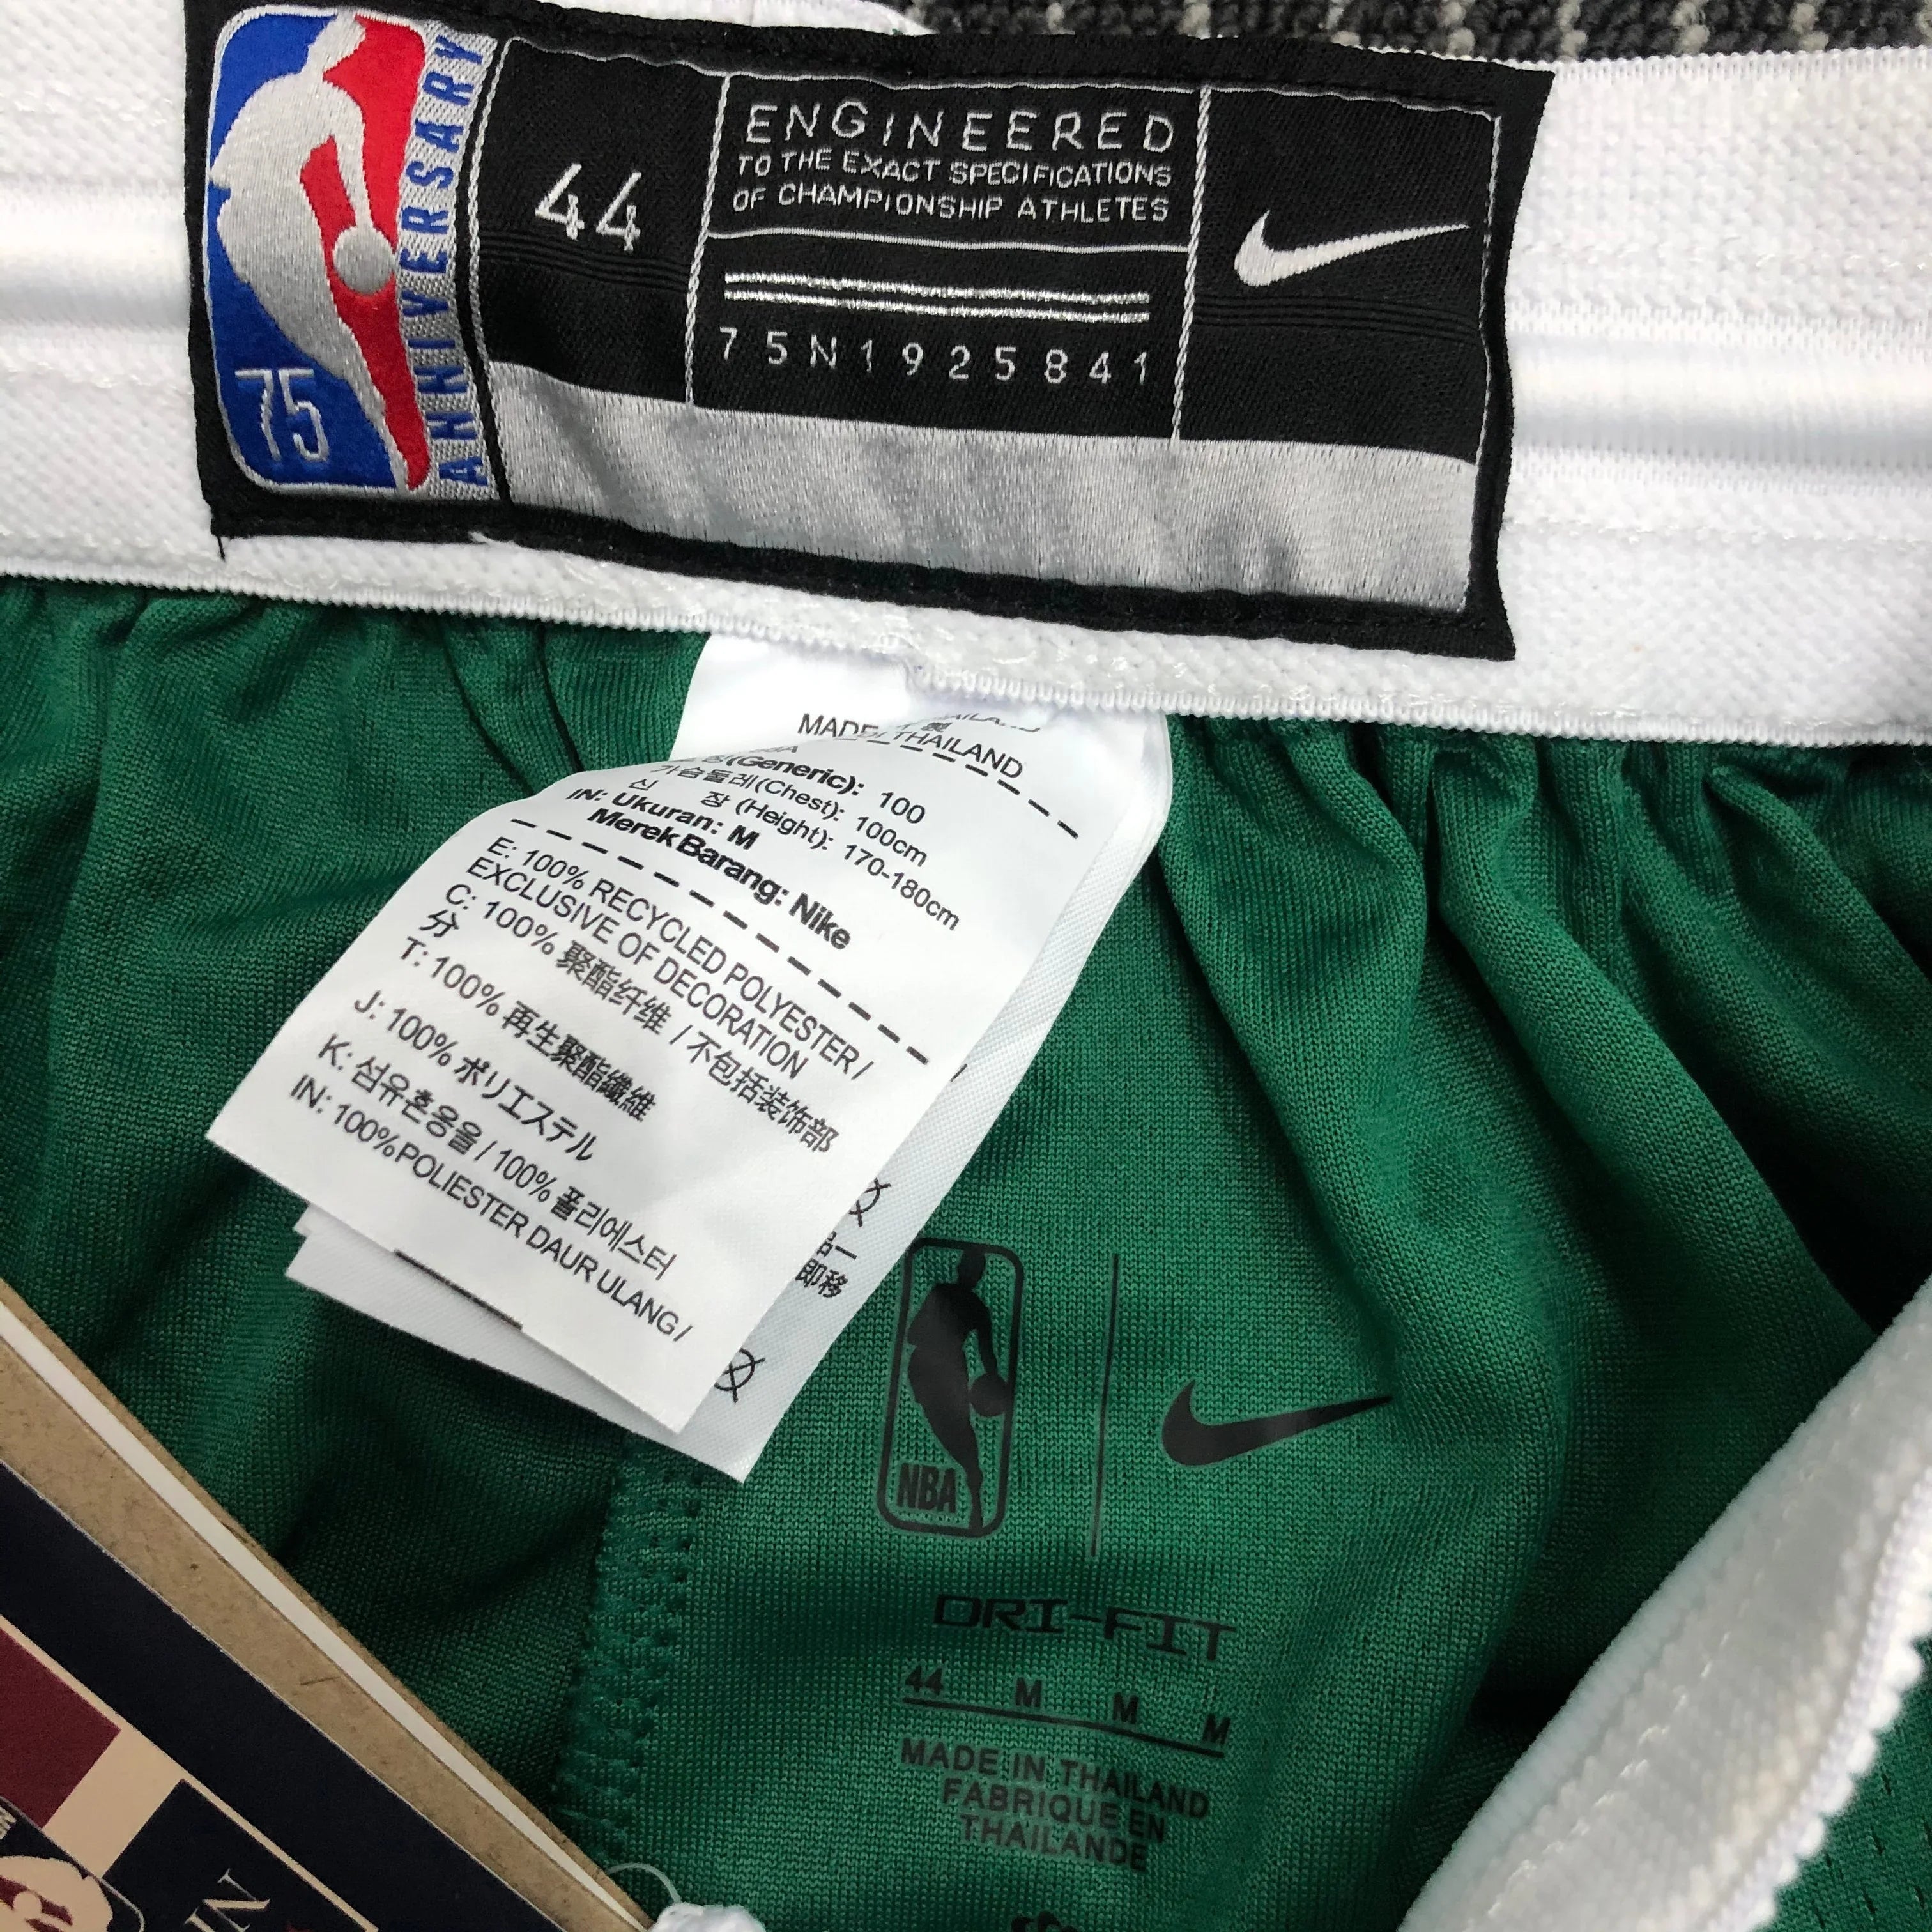 75
ANNIVERSARY
44
ENGINEERED
TO THE EXACT SPECIFICATIONS
OF CHAMPIONSHIP ATHLETES
75N1925841
MADE THAILAND
(Generic): 100
가슴둘레(Chest): 100cm
신 장 (Height): 170-180cm
IN: Ukuran: M
Merek Barang: Nike
E: 100% RECYCLED POLYESTER /
EXCLUSIVE OF DECORATION
C: 100% 聚酯纤维 / 不包括装饰部
分
T: 100% 再生聚酯纖維
J: 100% ポリエステル
K: 섬유혼용율 / 100% 폴리에스터
IN: 100%POLIESTER DAUR ULANG /
即移
NBA
DRI-FIT
44 M M M
MADE IN THAILAND
FABRIQUE EN
THAILANDE
IN